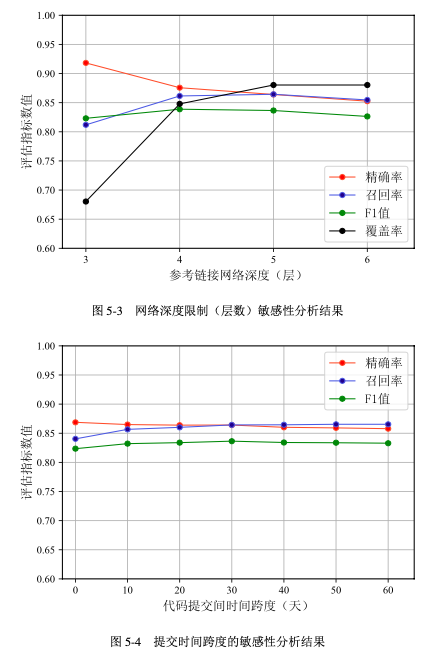 1.00
0.95
0.90
0.85
0.80
0.75
0.70
0.65
0.60
评估指标数值
精确率
召回率
F1值
覆盖率
3 4 5 6
参考链接网络深度（层）
图 5-3 网络深度限制（层数）敏感性分析结果
1.00
0.95
0.90
0.85
0.80
0.75
0.70
0.65
0.60
评估指标数值
精确率
召回率
F1值
0 10 20 30 40 50 60
代码提交间时间跨度（天）
图 5-4 提交时间跨度的敏感性分析结果